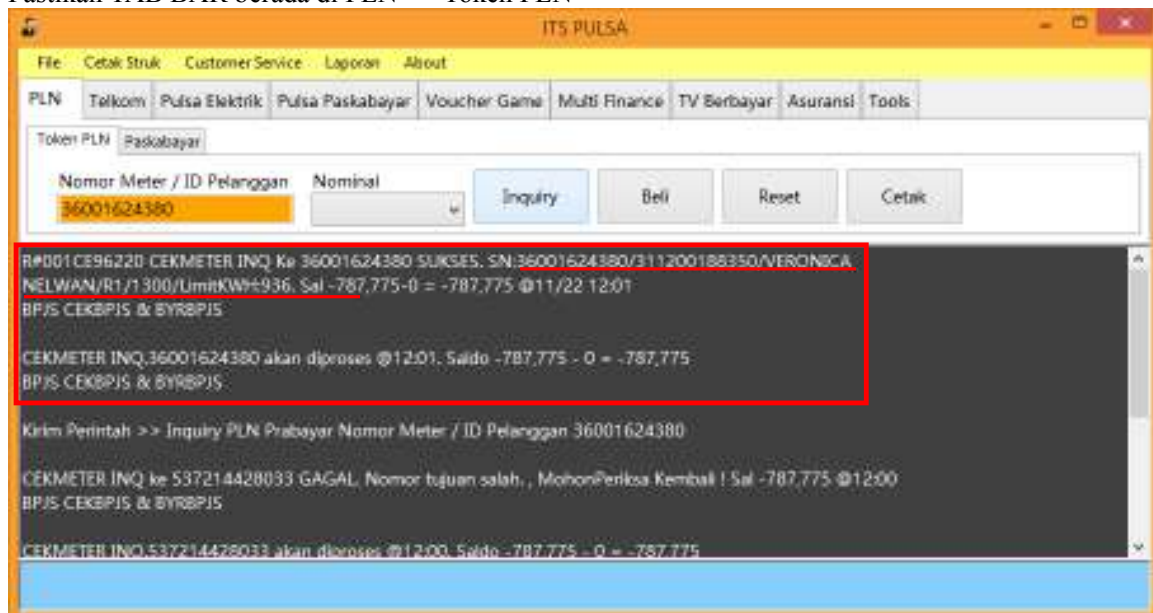 Pastikan TAB BAR berada di PLN Token PLN
ITS PULSA
File Cetak Struk Customer Service Laporan About
PLN Telkom Pulsa Elektrik Pulsa Paskabayar Voucher Game Multi Finance TV Berbayar Asuransi Tools
Token PLN Paskabayar
Nomor Meter / ID Pelanggan Nominal
36001624380 Inquiry Beli Reset Cetak
R#001CE96220 CEKMETER INQ Ke 36001624380 SUKSES. SN:36001624380/311200188350/VERONICA
NELWAN/R1/1300/LimitKWH:936. Sal -787,775-0 = -787,775 @11/22 12:01
BPJS CEKBPJS & BYRBPJS
CEKMETER INQ.36001624380 akan diproses @12:01. Saldo -787,775 - 0 = -787,775
BPJS CEKBPJS & BYRBPJS
Kirim Perintah >> Inquiry PLN Prabayar Nomor Meter / ID Pelanggan 36001624380
CEKMETER INQ ke 537214428033 GAGAL. Nomor tujuan salah. , MohonPeriksa Kembali ! Sal -787,775 @12:00
BPJS CEKBPJS & BYRBPJS
CEKMETER INQ.537214428033 akan diproses @12:00. Saldo -787,775 - 0 = -787,775